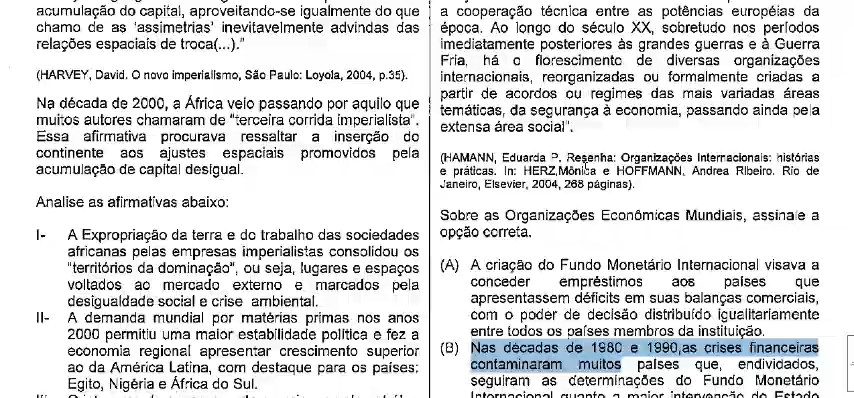 acumulação do capital, aproveitando-se igualmente do que
chamo de as 'assimetrias' inevitavelmente advindas das
relações espaciais de troca(...)."
(HARVEY, David. O novo imperialismo, São Paulo: Loyola, 2004, p.35).
Na década de 2000, a África veio passando por aquilo que
muitos autores chamaram de "terceira corrida imperialista".
Essa afirmativa procurava ressaltar a inserção do
continente aos ajustes espaciais promovidos pela
acumulação de capital desigual.
Analise as afirmativas abaixo:
I- A Expropriação da terra e do trabalho das sociedades
africanas pelas empresas imperialistas consolidou os
"territórios da dominação", ou seja, lugares e espaços
voltados ao mercado externo e marcados pela
desigualdade social e crise ambiental.
II- A demanda mundial por matérias primas nos anos
2000 permitiu uma maior estabilidade política e fez a
economia regional apresentar crescimento superior
ao da América Latina, com destaque para os países:
Egito, Nigéria e África do Sul.
a cooperação técnica entre as potências européias da
época. Ao longo do século XX, sobretudo nos períodos
imediatamente posteriores às grandes guerras e à Guerra
Fria, há o florescimento de diversas organizações
internacionais, reorganizadas ou formalmente criadas a
partir de acordos ou regimes das mais variadas áreas
temáticas, da segurança à economia, passando ainda pela
extensa área social".
(HAMANN, Eduarda P. Resenha: Organizações Internacionais: histórias
e práticas. In: HERZ,Mônica e HOFFMANN, Andrea Ribeiro. Rio de
Janeiro, Elsevier, 2004, 268 páginas).
Sobre as Organizações Econômicas Mundiais, assinale a
opção correta.
(A) A criação do Fundo Monetário Internacional visava a
conceder empréstimos aos países que
apresentassem déficits em suas balanças comerciais,
com o poder de decisão distribuído igualitariamente
entre todos os países membros da instituição.
(B) Nas décadas de 1980 e 1990,as crises financeiras
contaminaram muitos países que, endividados,
seguiram as determinações do Fundo Monetário
Internacional quanto a maior intervenção do Estado